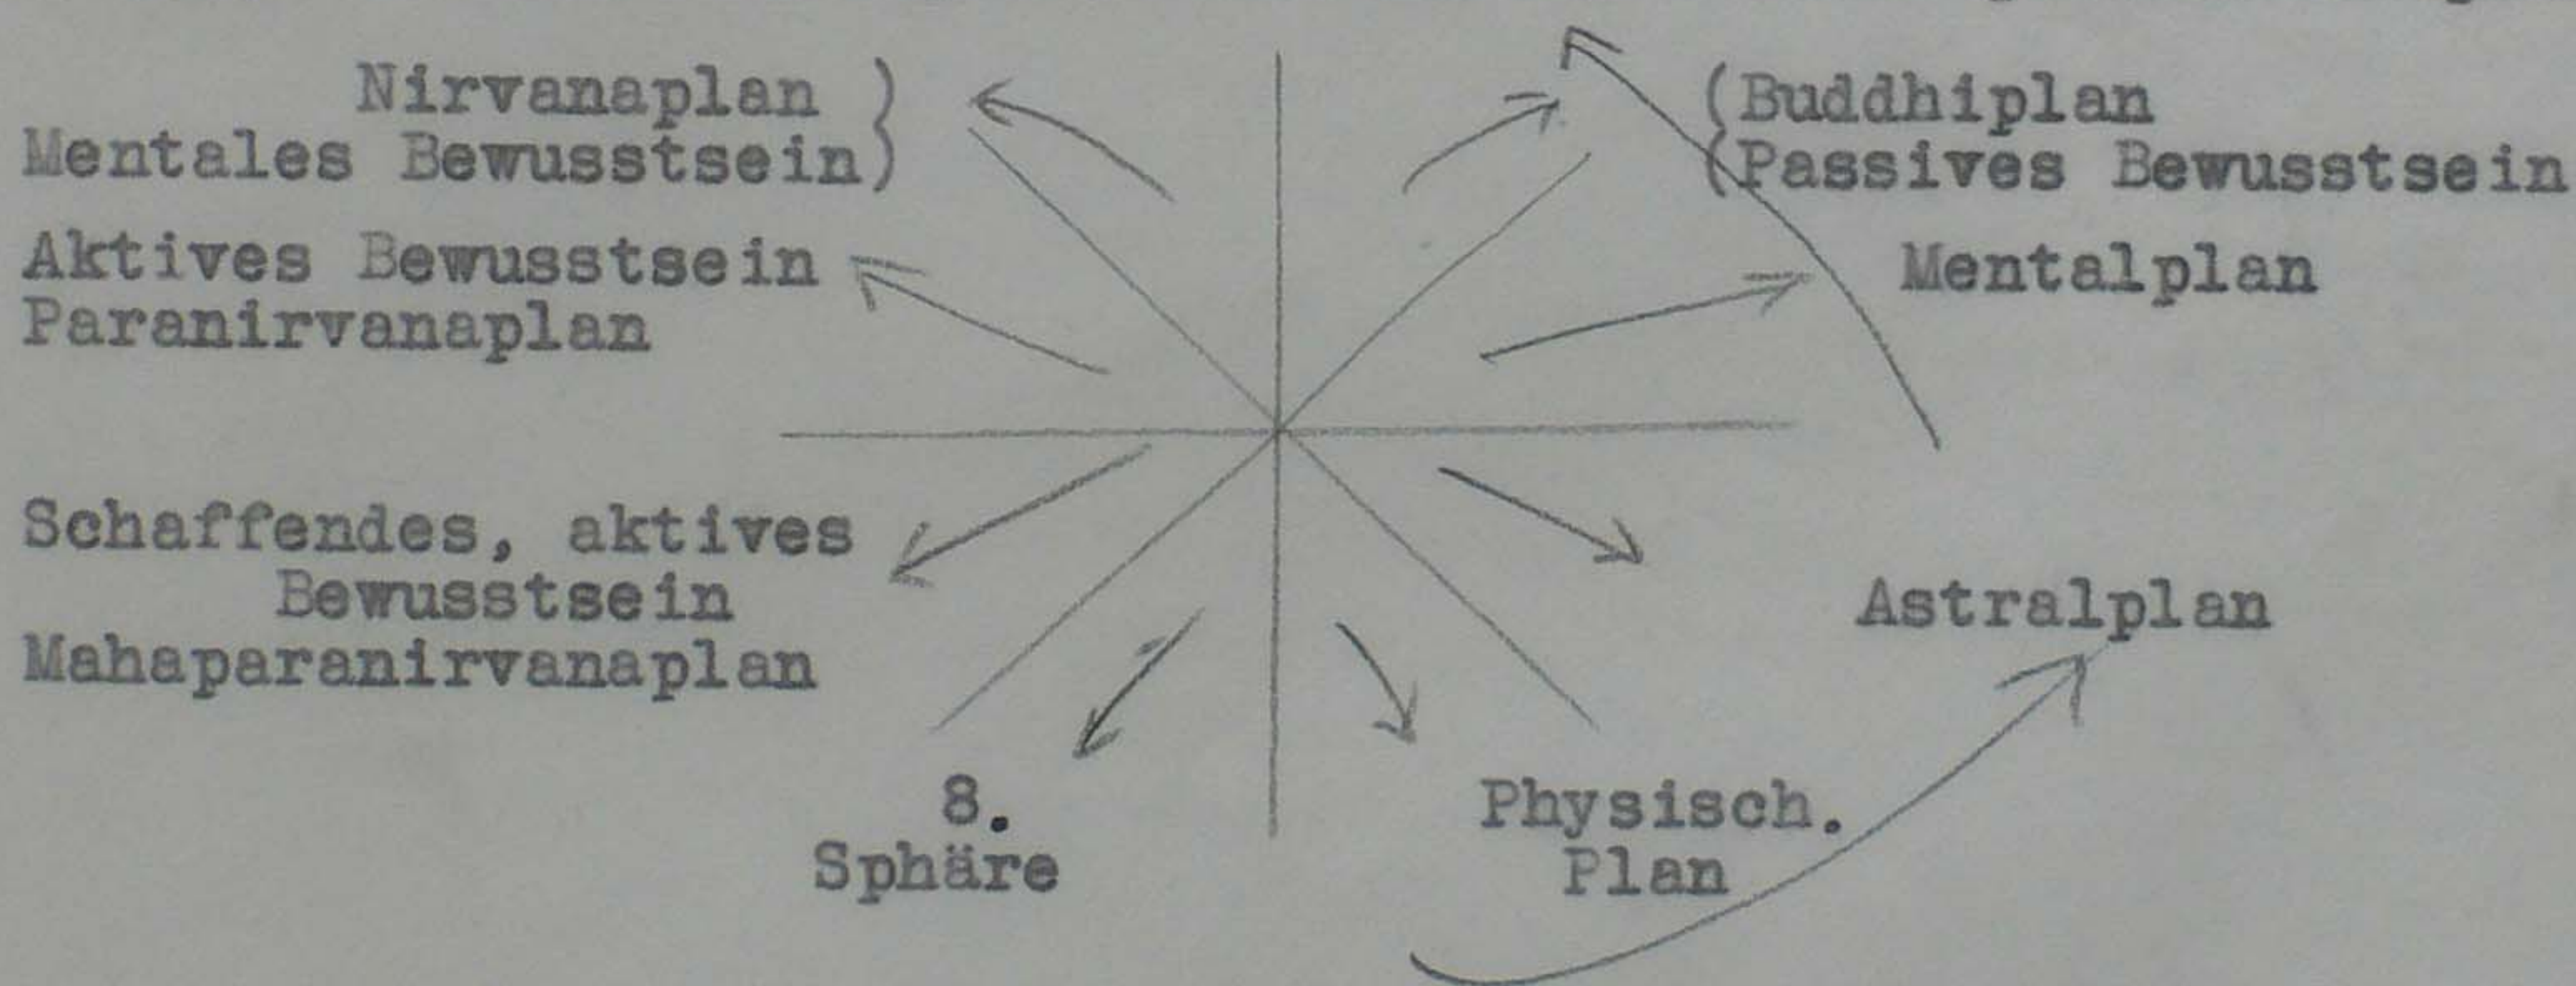 Nirvanaplan )
Mentales Bewusstsein)
(Buddhiplan
(Passives Bewusstsein
Aktives Bewusstsein
Paranirvanaplan
Mentalplan
Schaffendes, aktives
Bewusstsein
Mahaparanirvanaplan
Astralplan
8.
Sphäre
Physisch.
Plan